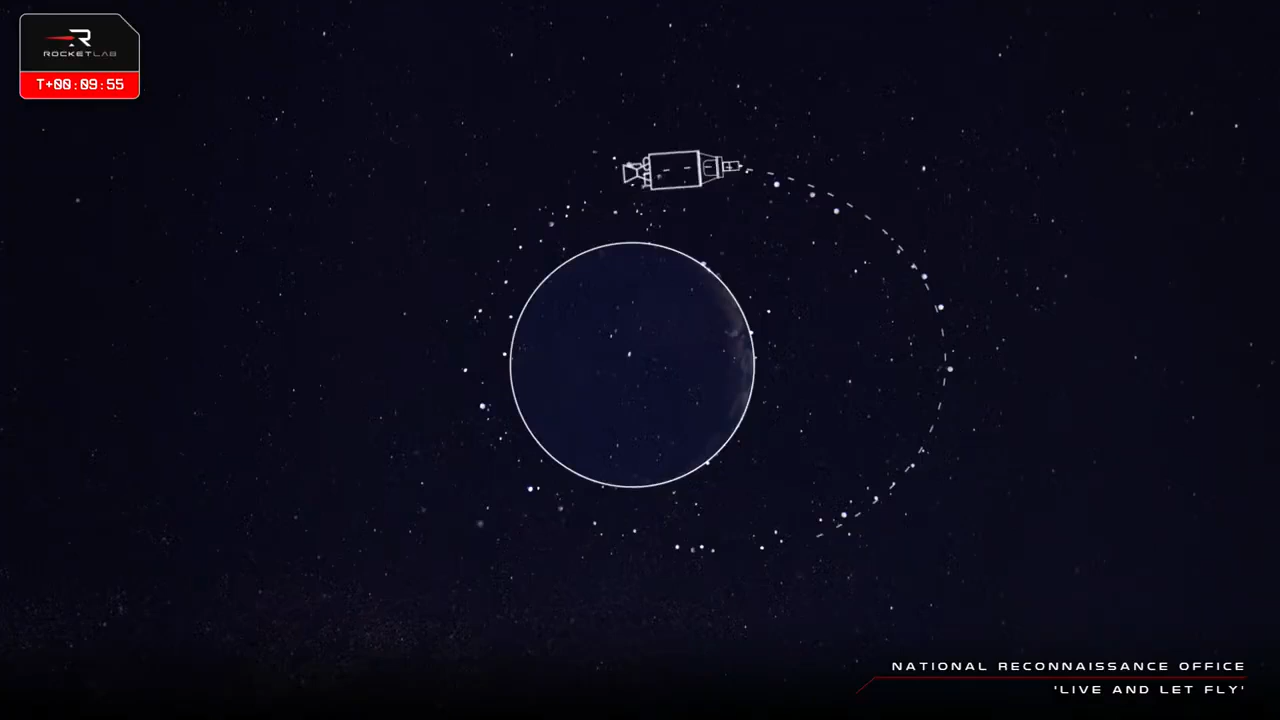 ROCKETLAB
T+00:09:55
NATIONAL RECONNAISSANCE OFFICE
'LIVE AND LET FLY'